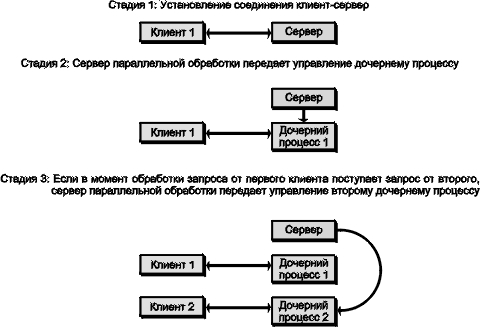 Стадия 1: Установление соединения клиент-сервер
Клиент 1
Сервер
Стадия 2: Сервер параллельной обработки передает управление дочернему процессу
Сервер
Клиент 1
Дочерний
процесс 1
Стадия 3: Если в момент обработки запроса от первого клиента поступает запрос от второго,
сервер параллельной обработки передает управление второму дочернему процессу
Сервер
Клиент 1
Дочерний
процесс 1
Клиент 2
Дочерний
процесс 2